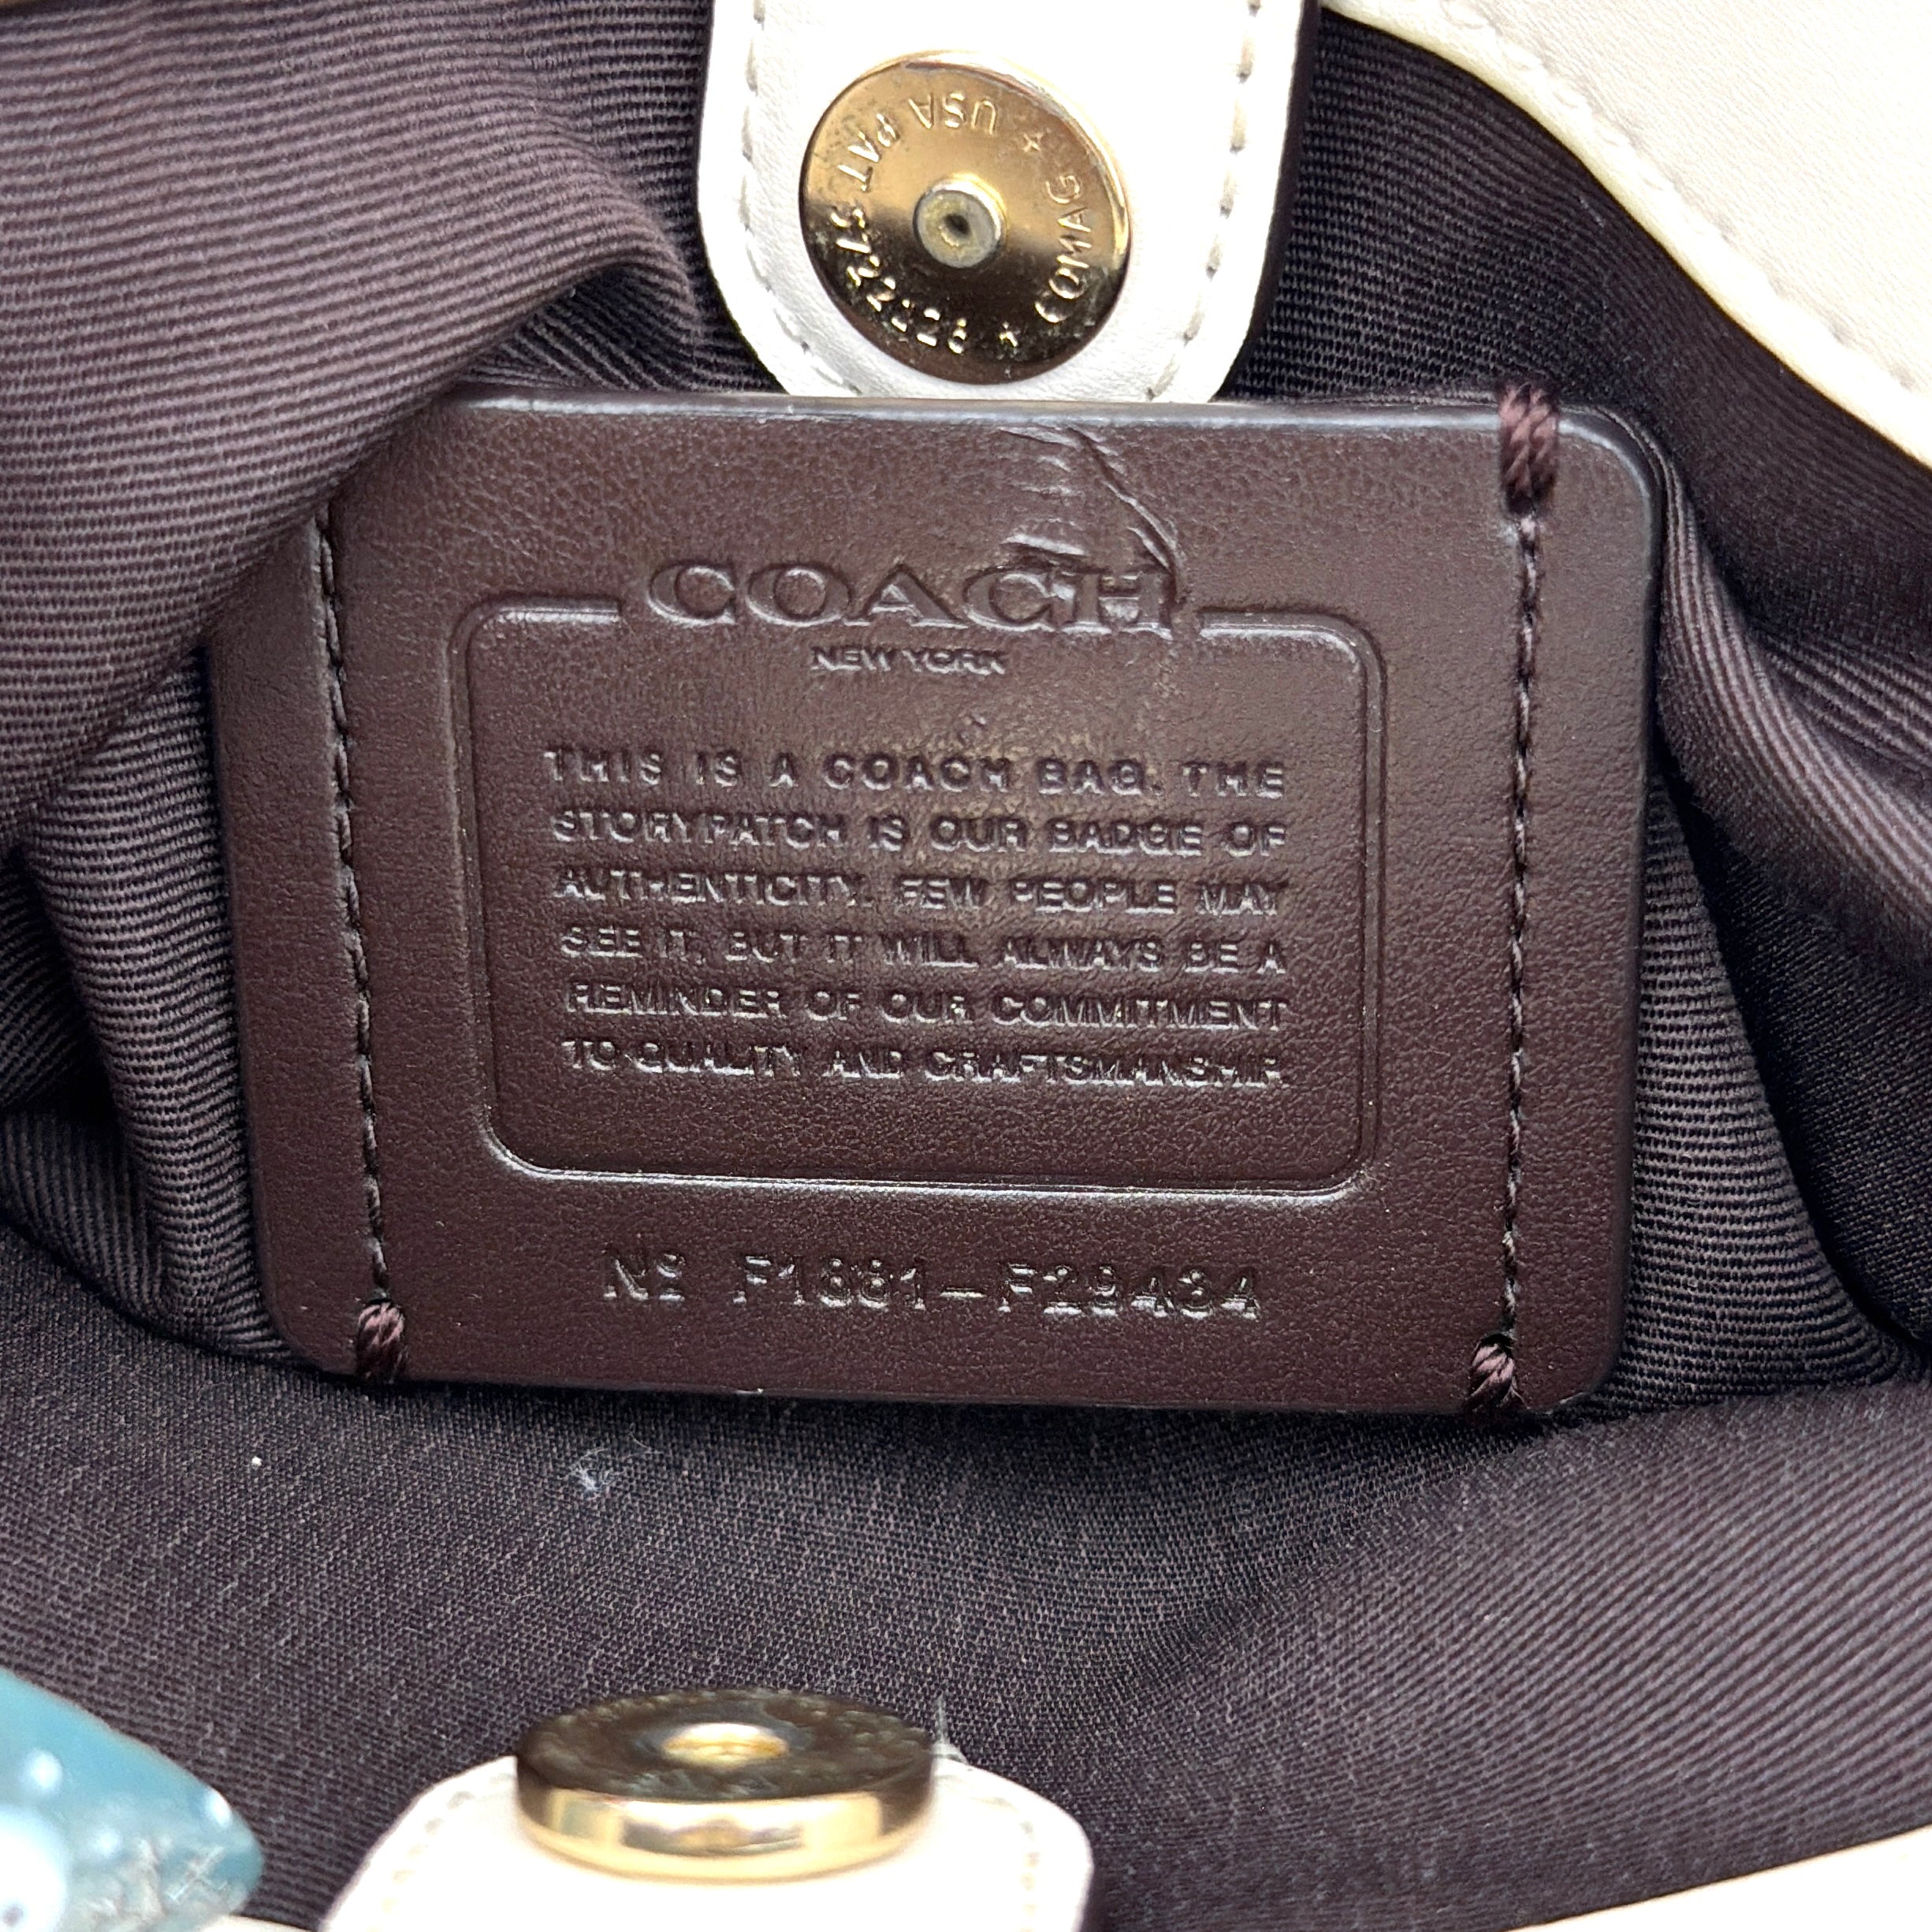 COMAG ★ USA PAT 5722126 ★
COACH
NEW YORK
THIS IS A COACH BAG. THE
STORYPATCH IS OUR BADGE OF
AUTHENTICITY. FEW PEOPLE MAY
SEE IT, BUT IT WILL ALWAYS BE A
REMINDER OF OUR COMMITMENT
TO QUALITY AND CRAFTSMANSHIP.
Nº F1881-F29434